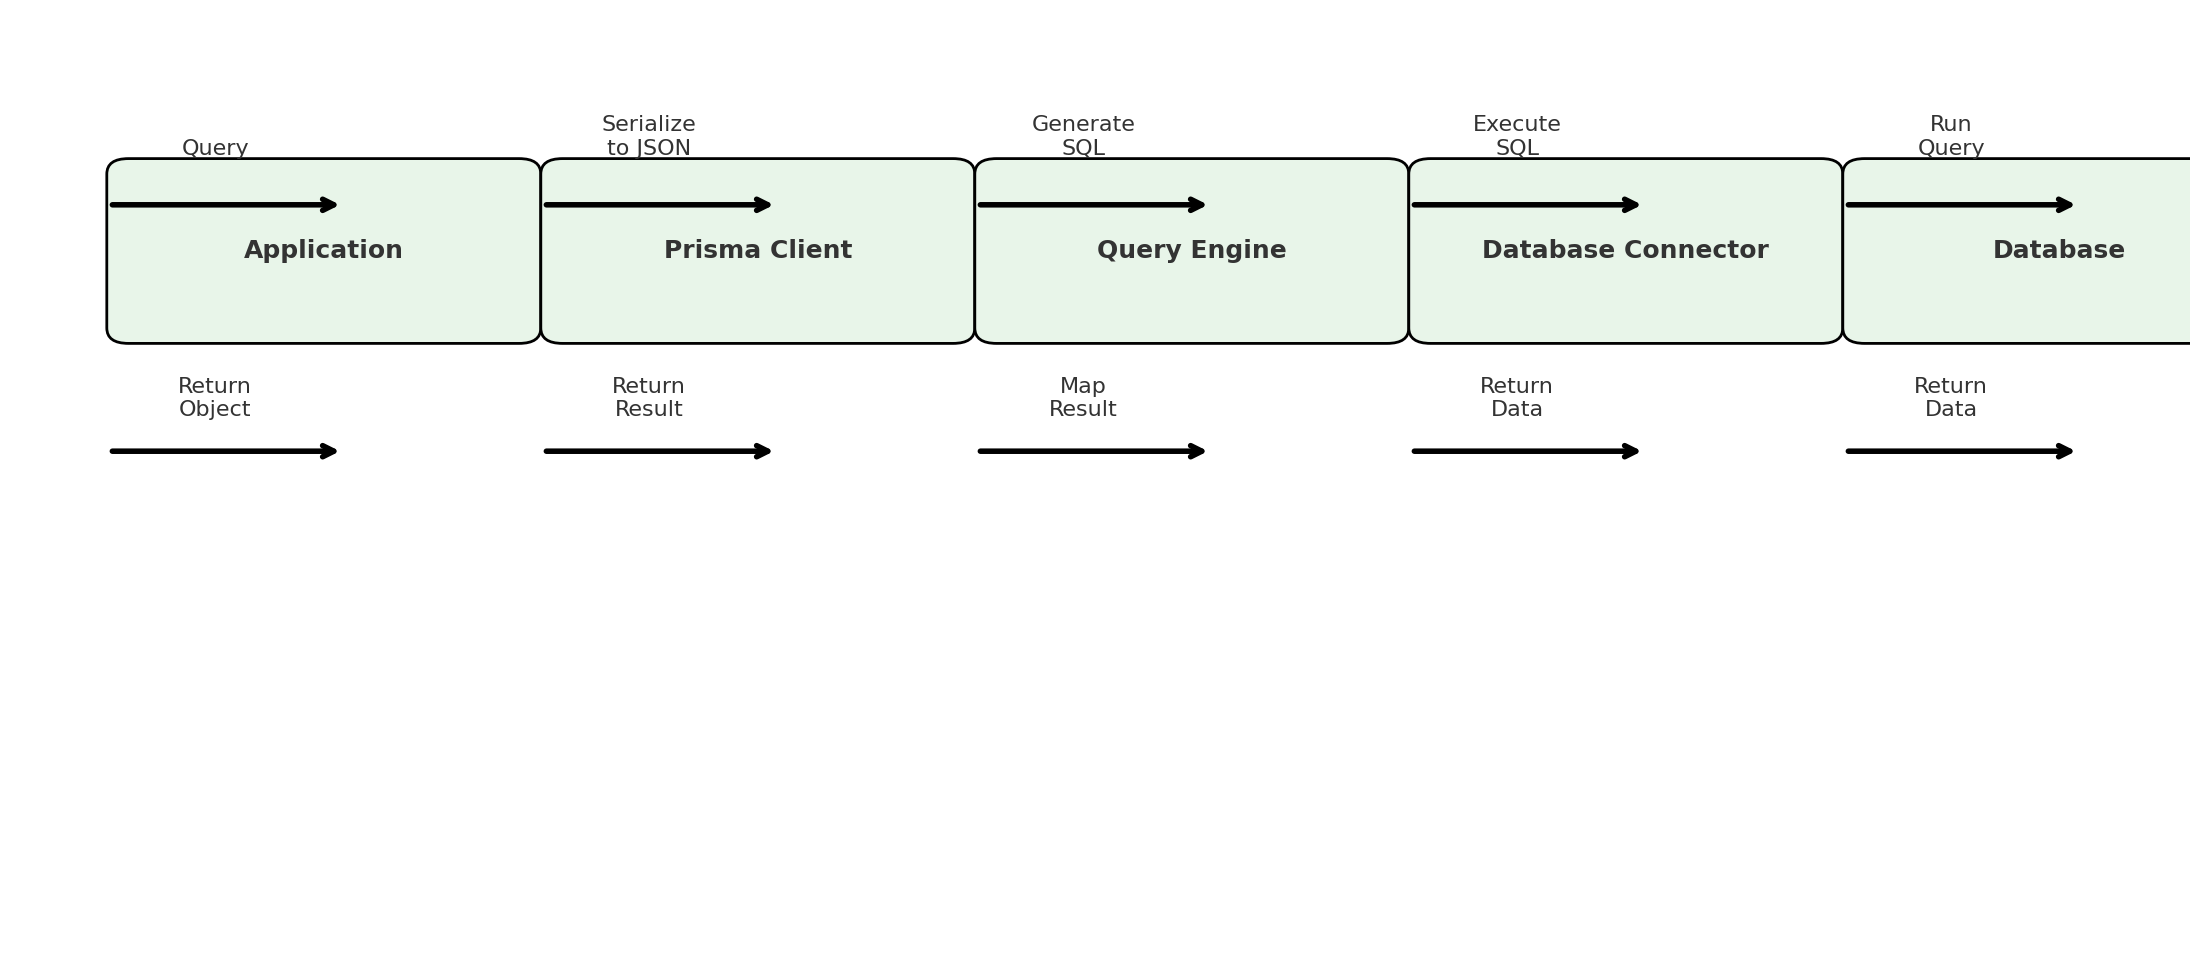 Query
Serialize
to JSON
Generate
SQL
Execute
SQL
Run
Query
Application
Prisma Client
Query Engine
Database Connector
Database
Return
Object
Return
Result
Map
Result
Return
Data
Return
Data